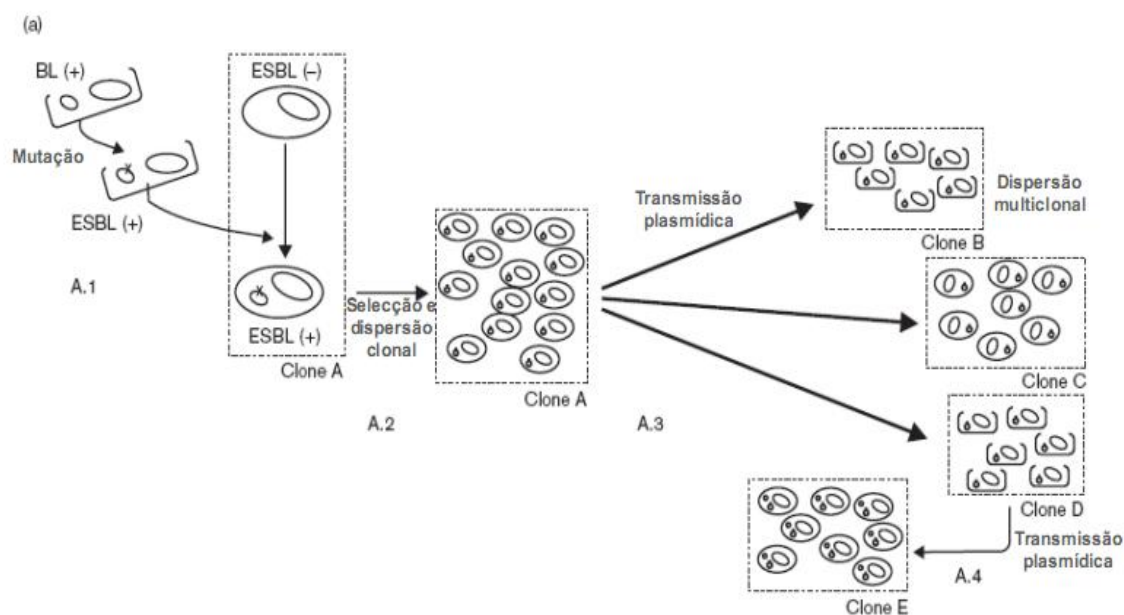 (a)
BL (+)
Mutação
ESBL (+)
A.1
ESBL (–)
ESBL (+)
Clone A
Selecção e
dispersão
clonal
A.2
Clone A
Transmissão
plasmídica
A.3
Clone B
Dispersão
multiclonal
Clone C
Clone D
Transmissão
plasmídica
A.4
Clone E